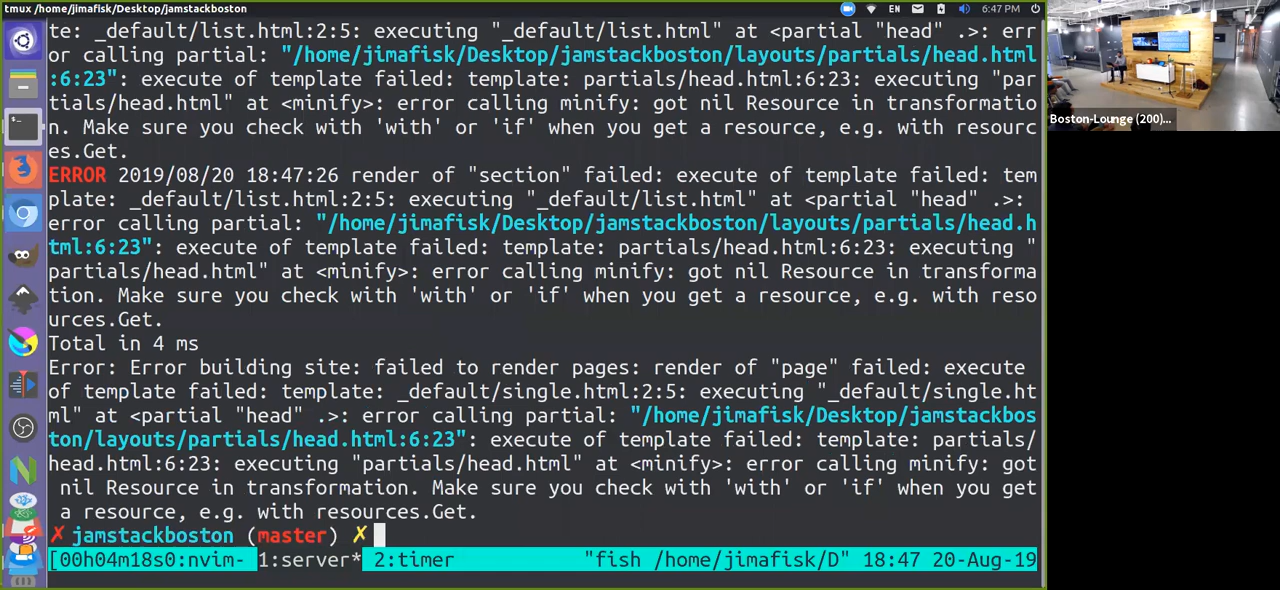 tmux /home/jimafisk/Desktop/jamstackboston
EN
6:47 PM
te: _default/list.html:2:5: executing "_default/list.html" at <partial "head" .>: err
or calling partial: "/home/jimafisk/Desktop/jamstackboston/layouts/partials/head.html
:6:23": execute of template failed: template: partials/head.html:6:23: executing "par
tials/head.html" at <minify>: error calling minify: got nil Resource in transformatio
n. Make sure you check with 'with' or 'if' when you get a resource, e.g. with resourc
es.Get.
ERROR 2019/08/20 18:47:26 render of "section" failed: execute of template failed: tem
plate: _default/list.html:2:5: executing "_default/list.html" at <partial "head" .>:
error calling partial: "/home/jimafisk/Desktop/jamstackboston/layouts/partials/head.h
tml:6:23": execute of template failed: template: partials/head.html:6:23: executing "
partials/head.html" at <minify>: error calling minify: got nil Resource in transforma
tion. Make sure you check with 'with' or 'if' when you get a resource, e.g. with reso
urces.Get.
Total in 4 ms
Error: Error building site: failed to render pages: render of "page" failed: execute
of template failed: template: _default/single.html:2:5: executing "_default/single.ht
ml" at <partial "head" .>: error calling partial: "/home/jimafisk/Desktop/jamstackbos
ton/layouts/partials/head.html:6:23": execute of template failed: template: partials/
head.html:6:23: executing "partials/head.html" at <minify>: error calling minify: got
nil Resource in transformation. Make sure you check with 'with' or 'if' when you get
a resource, e.g. with resources.Get.
✗ jamstackboston (master) ✗
[00h04m18s0:nvim- 1:server* 2:timer "fish /home/jimafisk/D" 18:47 20-Aug-19
Boston-Lounge (200)...